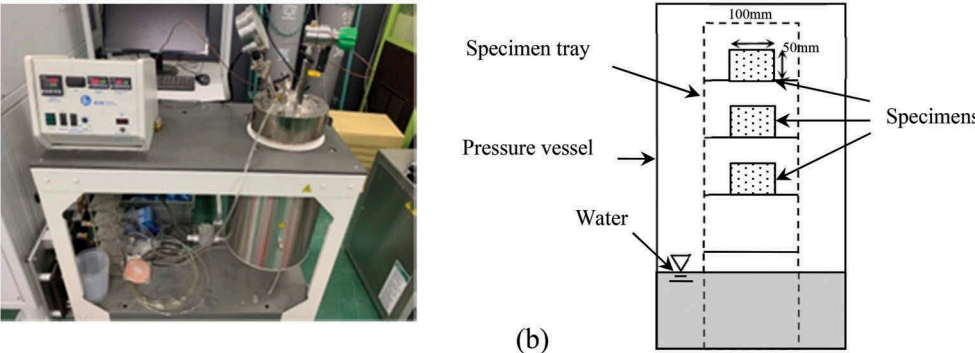 100mm
50mm
Specimen tray
Specimens
Pressure vessel
Water
(b)